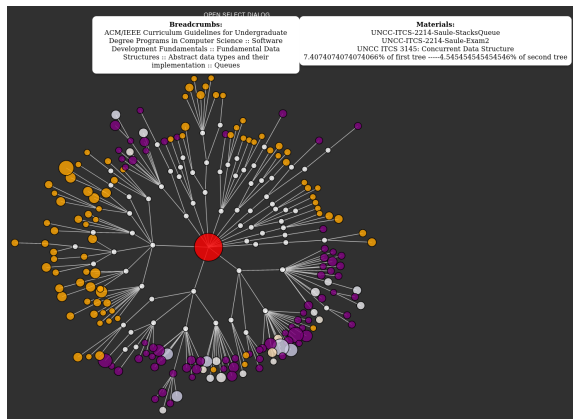 OPEN SELECT DIALOG
Breadcrumbs:
ACM/IEEE Curriculum Guidelines for Undergraduate
Degree Programs in Computer Science :: Software
Development Fundamentals :: Fundamental Data
Structures :: Abstract data types and their
implementation :: Queues
Materials:
UNCC-ITCS-2214-Saule-StacksQueue
UNCC-ITCS-2214-Saule-Exam2
UNCC ITCS 3145: Concurrent Data Structure
7.4074074074074066% of first tree -----4.545454545454546% of second tree